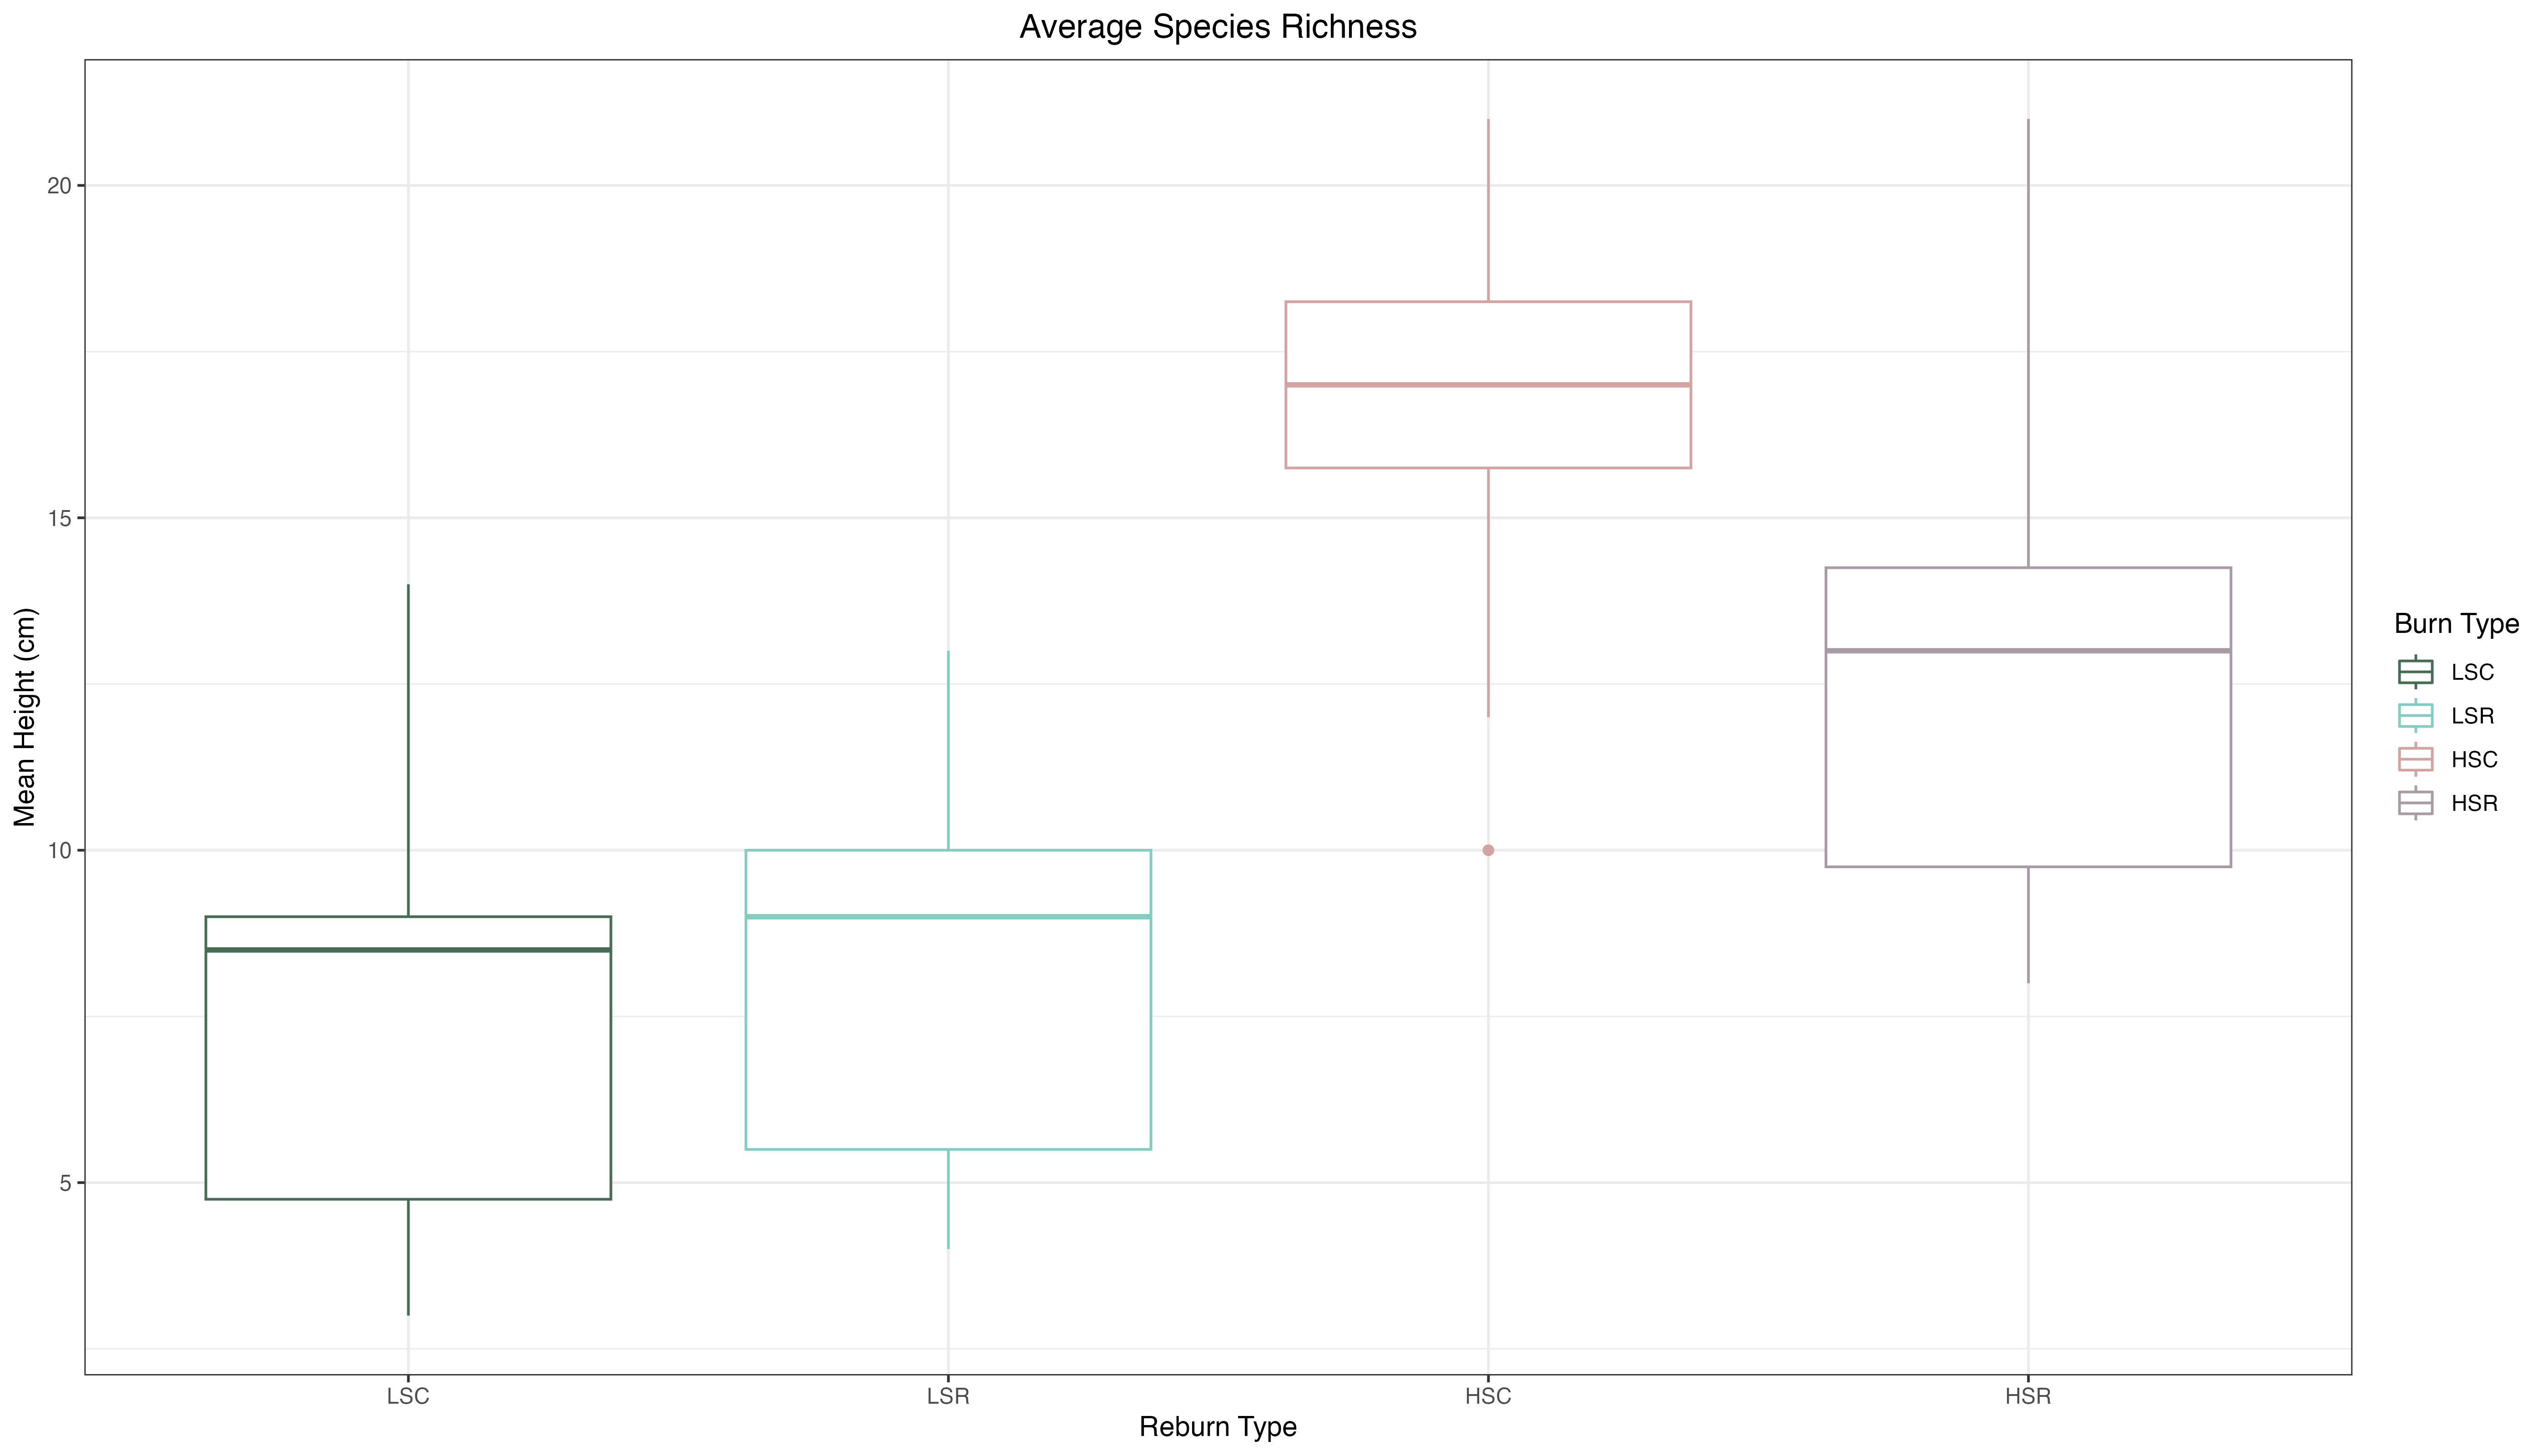 Average Species Richness
Mean Height (cm)
20
15
10
5
LSC
LSR
HSC
HSR
Reburn Type
Burn Type
LSC
LSR
HSC
HSR